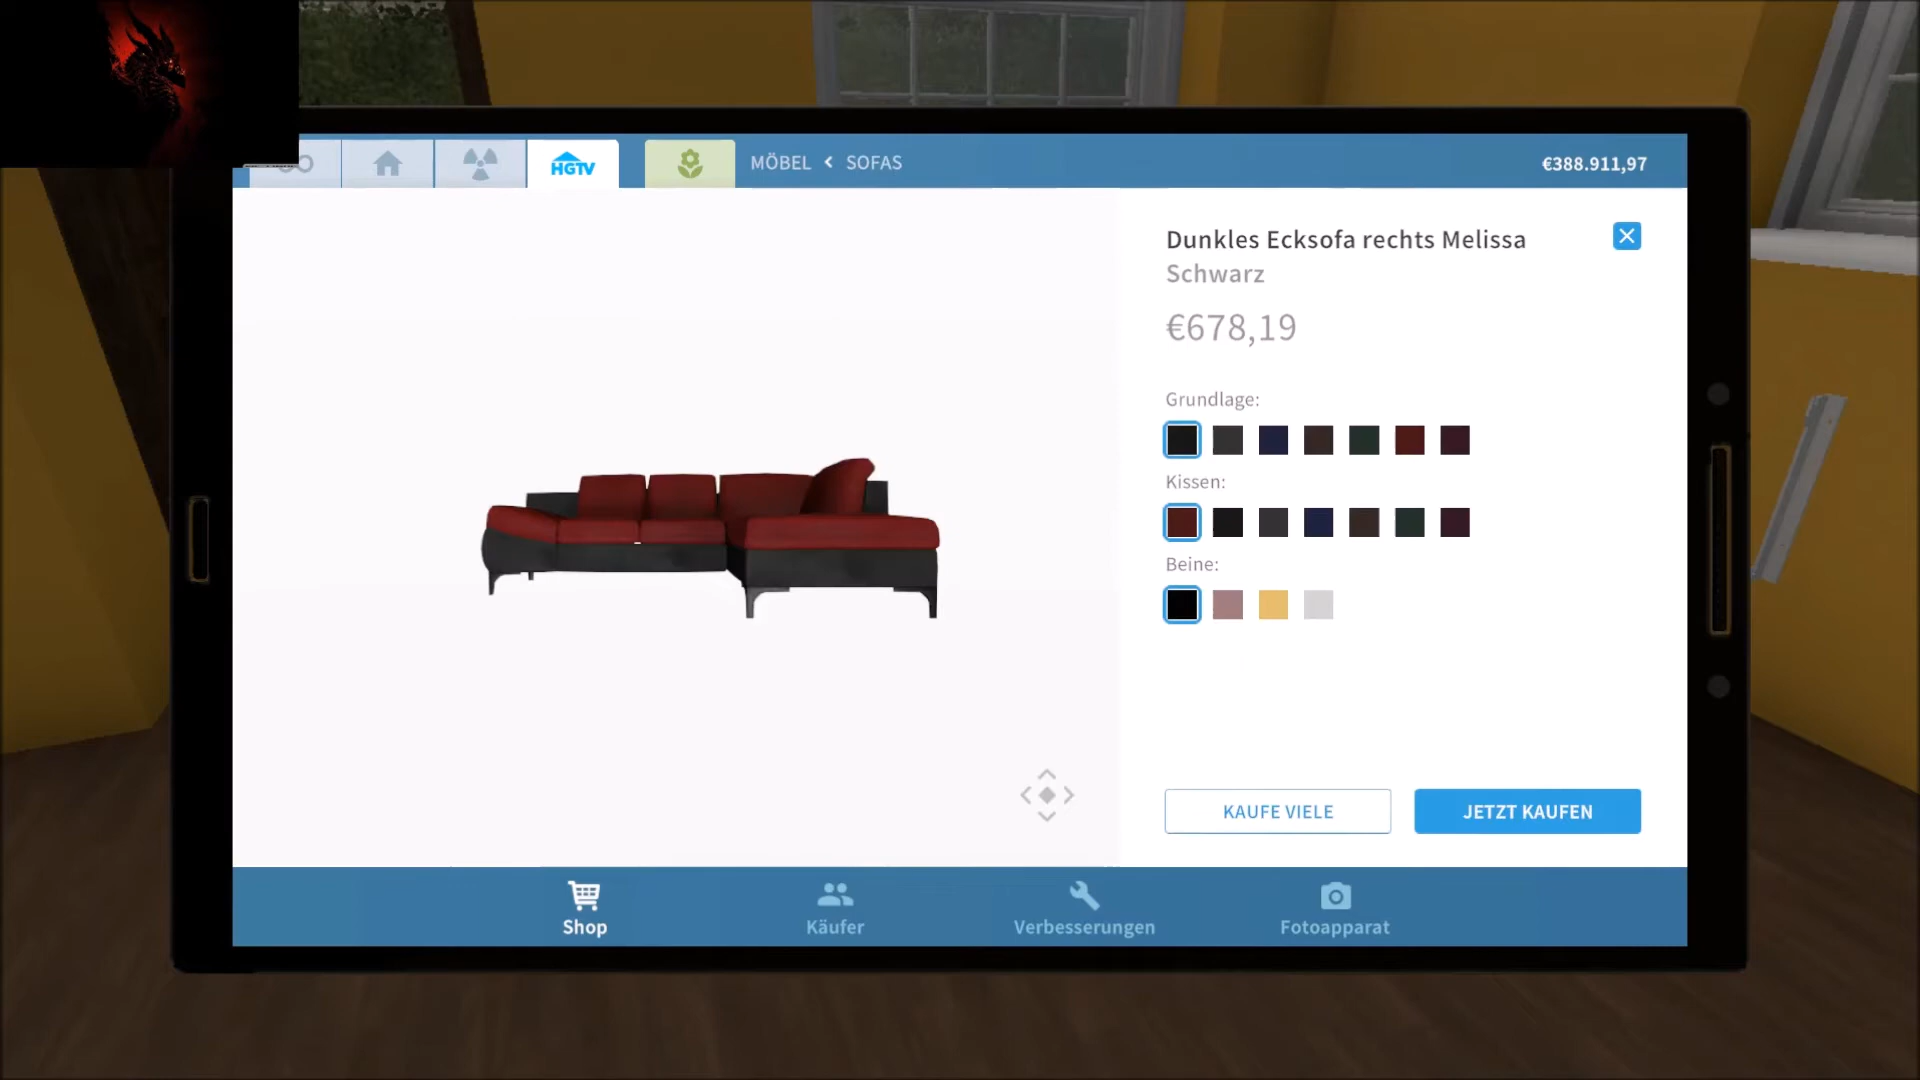 HGTV
MÖBEL < SOFAS
€388.911,97
Dunkles Ecksofa rechts Melissa
Schwarz
€678,19
Grundlage:
Kissen:
Beine:
KAUFE VIELE
JETZT KAUFEN
Shop
Käufer
Verbesserungen
Fotoapparat